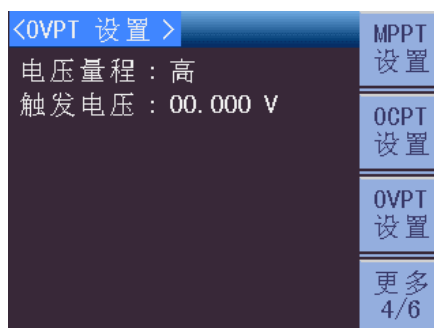 <OVPT 设置 >
电压量程：高
触发电压：00.000 V
MPPT
设置
OCPT
设置
OVPT
设置
更多
4/6